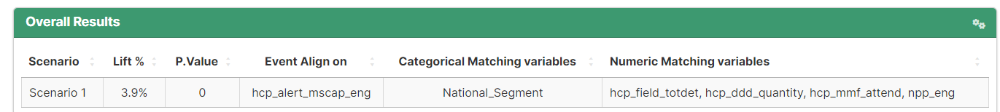 Overall Results
Scenario Lift % P.Value Event Align on Categorical Matching variables Numeric Matching variables
Scenario 1 3.9% 0 hcp_alert_mscap_eng National_Segment hcp_field_totdet, hcp_ddd_quantity, hcp_mmf_attend, npp_eng